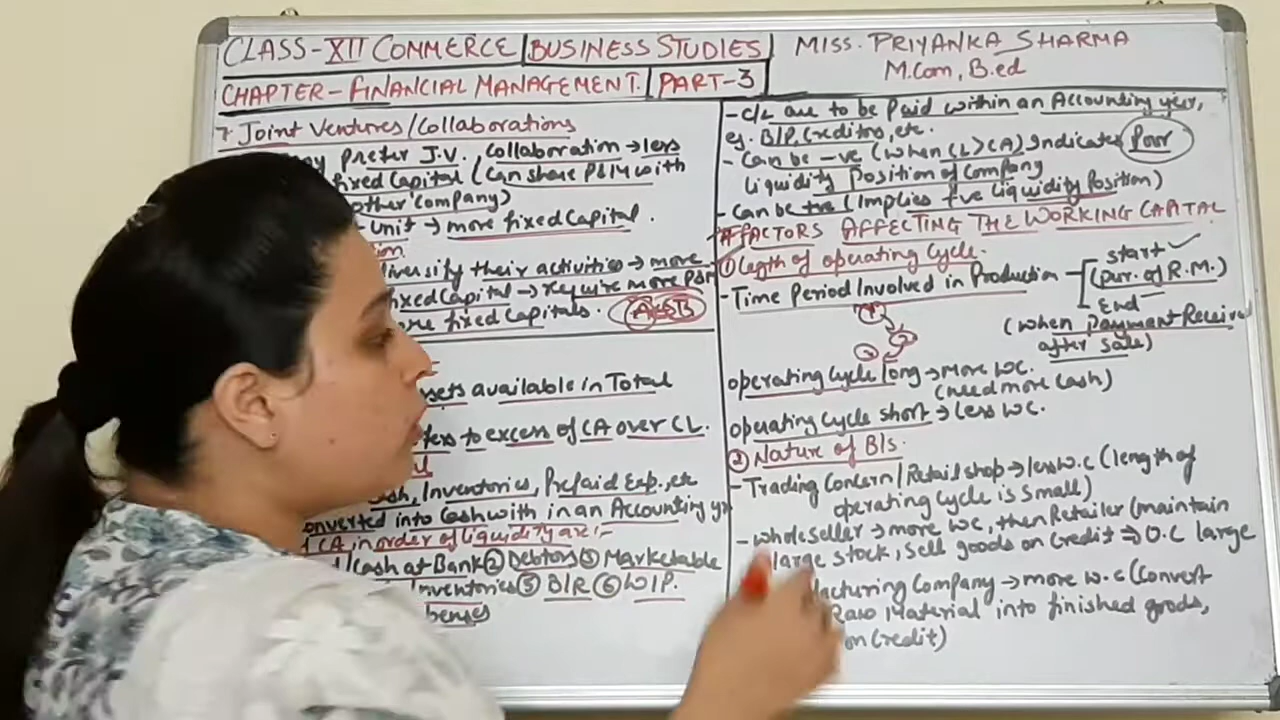 CLASS-XII COMMERCE BUSINESS STUDIES MISS. PRIYANKA SHARMA
M.Com, B.ed
CHAPTER-FINANCIAL MANAGEMENT. PART-3
7. Joint Ventures/Collaborations
Prefer J.V. Collaboration → less
fixed Capital (Can share P&M with
other Company)
unit → more fixed Capital.
diversify their activities → more
fixed Capital → require more P&M
fixed Capitals.
available in Total
to excess of CA over CL.
Inventories, Prepaid Exp., etc
into Cash with in an Accounting yr
CA in order of liquidity are:-
Cash at Bank ② Debtors ③ Marketable
Inventories ⑤ B/R ⑥ WIP.
- C/L are to be Paid within an Accounting year,
eg. B/P, Creditors, etc.
- Can be -ve (when CL>CA) Indicates Poor
liquidity Position of Company
- Can be +ve (Implies +ve liquidity Position)
* FACTORS AFFECTING THE WORKING CAPITAL
① Length of operating Cycle.
- Time Period Involved in Production
start
(pur. of R.M.)
End
(when payment Received
after sale)
operating Cycle long → More WC.
(need more Cash)
operating Cycle short → Less WC.
② Nature of B/s.
- Trading Concern/Retail shop → less W.C (length of
operating cycle is small)
- wholeseller → more WC, then Retailer (maintain
large stock, sell goods on Credit ⇒ O.C large
Company → more W.C (Convert
Raw Material into finished goods,
on Credit)